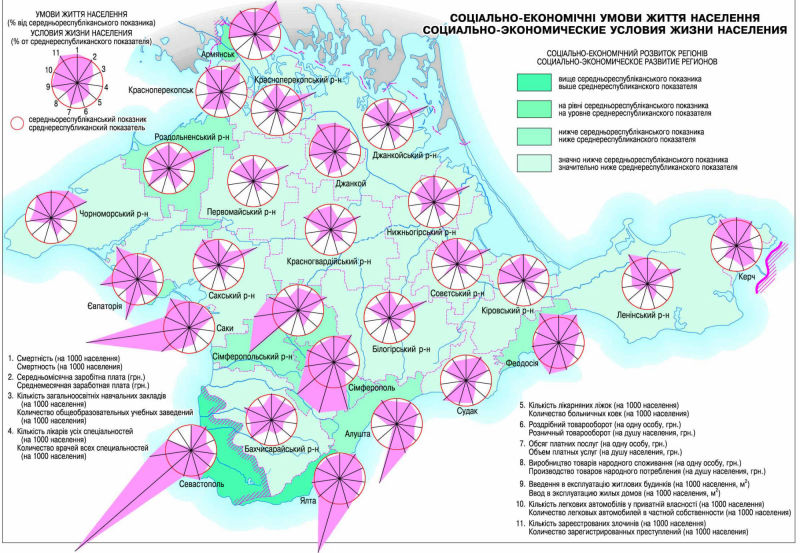 СОЦІАЛЬНО-ЕКОНОМІЧНІ УМОВИ ЖИТТЯ НАСЕЛЕННЯ
СОЦИАЛЬНО-ЭКОНОМИЧЕСКИЕ УСЛОВИЯ ЖИЗНИ НАСЕЛЕНИЯ
УМОВИ ЖИТТЯ НАСЕЛЕННЯ
(% від середньореспубліканського показника)
УСЛОВИЯ ЖИЗНИ НАСЕЛЕНИЯ
(% от среднереспубликанского показателя)
11 1 2
10 3
9 4
8 5
7 6
середньореспубліканський показник
среднереспубликанский показатель
СОЦІАЛЬНО-ЕКОНОМІЧНИЙ РОЗВИТОК РЕГІОНІВ
СОЦИАЛЬНО-ЭКОНОМИЧЕСКОЕ РАЗВИТИЕ РЕГИОНОВ
вище середньореспубліканського показника
выше среднереспубликанского показателя
на рівні середньореспубліканського показника
на уровне среднереспубликанского показателя
нижче середньореспубліканського показника
ниже среднереспубликанского показателя
значно нижче середньореспубліканського показника
значительно ниже среднереспубликанского показателя
Армянськ
Красноперекопський р-н
Красноперекопськ
Роздольненський р-н
Джанкойський р-н
Джанкой
Чорноморський р-н
Первомайський р-н
Нижньогірський р-н
Красногвардійський р-н
Керч
Сакський р-н
Совєтський р-н
Євпаторія
Кіровський р-н
Ленінський р-н
Саки
Сімферопольський р-н
Білогірський р-н
Феодосія
Сімферополь
Судак
Алушта
Бахчисарайський р-н
Севастополь
Ялта
1. Смертність (на 1000 населення)
Смертность (на 1000 населения)
2. Середньомісячна заробітна плата (грн.)
Среднемесячная заработная плата (грн.)
3. Кількість загальноосвітніх навчальних закладів
(на 1000 населення)
Количество общеобразовательных учебных заведений
(на 1000 населения)
4. Кількість лікарів усіх спеціальностей
(на 1000 населення)
Количество врачей всех специальностей
(на 1000 населения)
5. Кількість лікарняних ліжок (на 1000 населення)
Количество больничных коек (на 1000 населения)
6. Роздрібний товарооборот (на одну особу, грн.)
Розничный товарооборот (на душу населения, грн.)
7. Обсяг платних послуг (на одну особу, грн.)
Объем платных услуг (на душу населения, грн.)
8. Виробництво товарів народного споживання (на одну особу, грн.)
Производство товаров народного потребления (на душу населения, грн.)
9. Введення в експлуатацію житлових будинків (на 1000 населення, м²)
Ввод в эксплуатацию жилых домов (на 1000 населения, м²)
10. Кількість легкових автомобілів у приватній власності (на 1000 населення)
Количество легковых автомобилей в частной собственности (на 1000 населения)
11. Кількість зареєстрованих злочинів (на 1000 населення)
Количество зарегистрированных преступлений (на 1000 населения)